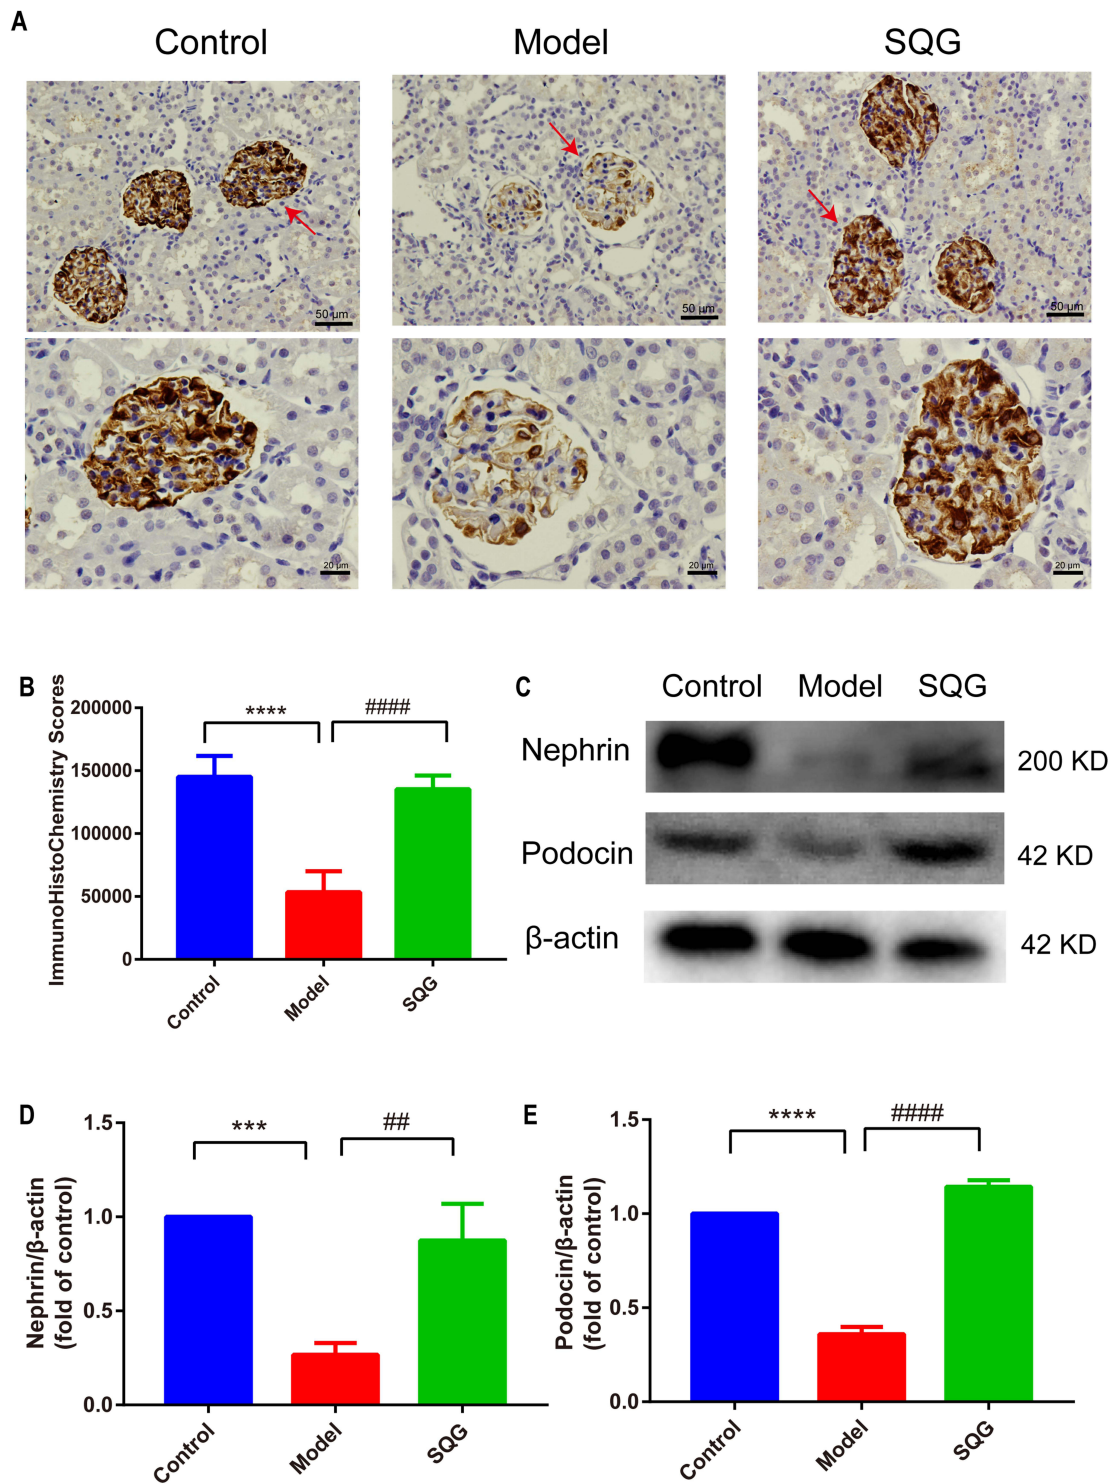 A
Control Model SQG
50 µm
50 µm
50 µm
20 µm
20 µm
20 µm
B
ImmunoHistoChemistry Scores
200000
150000
100000
50000
0
****
####
Control
Model
SQG
C
Control Model SQG
Nephrin 200 KD
Podocin 42 KD
β-actin 42 KD
D
Nephrin/β-actin
(fold of control)
1.5
1.0
0.5
0.0
***
##
Control
Model
SQG
E
Podocin/β-actin
(fold of control)
1.5
1.0
0.5
0.0
****
####
Control
Model
SQG